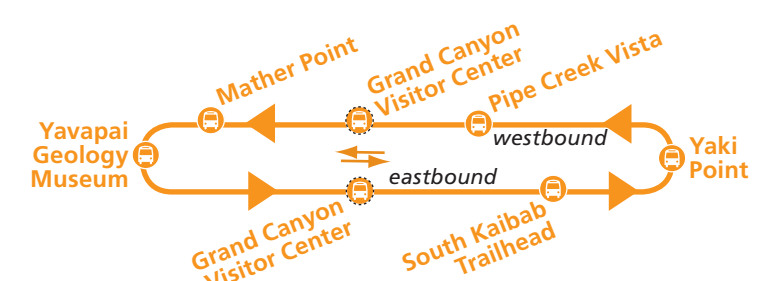 Mather Point
Grand Canyon
Visitor Center
Pipe Creek Vista
westbound
Yavapai
Geology
Museum
Yaki
Point
eastbound
Grand Canyon
Visitor Center
South Kaibab
Trailhead